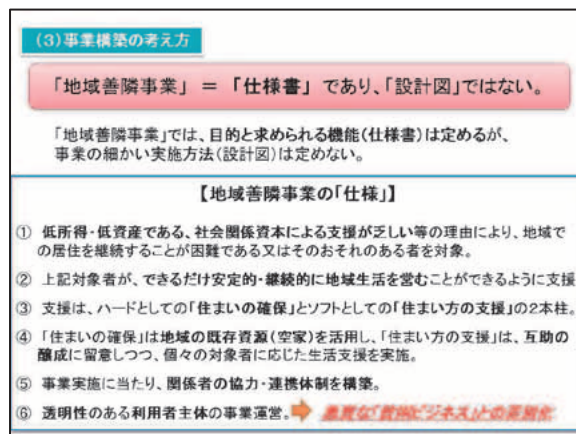 (3)事業構築の考え方
「地域善隣事業」 = 「仕様書」 であり、「設計図」ではない。
「地域善隣事業」では、目的と求められる機能(仕様書)は定めるが、
事業の細かい実施方法(設計図)は定めない。
【地域善隣事業の「仕様」】
① 低所得・低資産である、社会関係資本による支援が乏しい等の理由により、地域で
の居住を継続することが困難である又はそのおそれのある者を対象。
② 上記対象者が、できるだけ安定的・継続的に地域生活を営むことができるように支援
③ 支援は、ハードとしての「住まいの確保」とソフトとしての「住まい方の支援」の2本柱。
④ 「住まいの確保」は地域の既存資源(空家)を活用し、「住まい方の支援」は、互助の
醸成に留意しつつ、個々の対象者に応じた生活支援を実施。
⑤ 事業実施に当たり、関係者の協力・連携体制を構築。
⑥ 透明性のある利用者主体の事業運営。➡ 悪質な「貧困ビジネス」との差別化